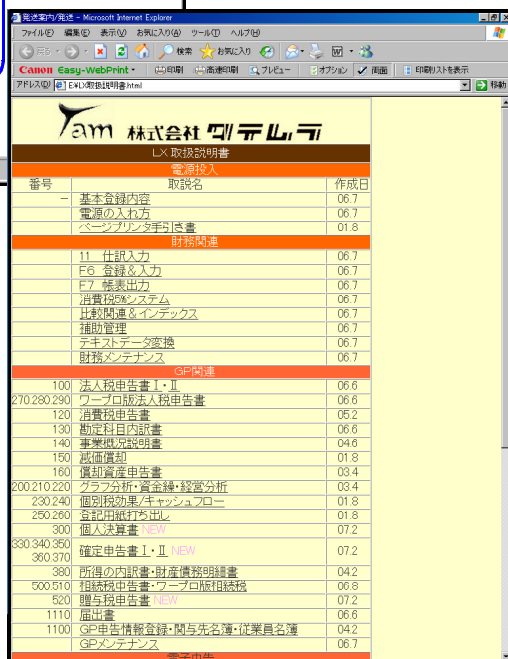 発送案内/発送 - Microsoft Internet Explorer
ファイル(F) 編集(E) 表示(V) お気に入り(A) ツール(T) ヘルプ(H)
戻る 検索 お気に入り
Canon Easy-WebPrint 印刷 高速印刷 プレビュー オプション 両面 印刷リストを表示
アドレス(D) E:¥LX取扱説明書.html 移動
Tam 株式会社 タイテムライ
LX取扱説明書
電源投入
番号 取説名 作成日
- 基本登録内容 06.7
電源の入れ方 06.7
ページプリンタ手引き書 01.8
財務関連
11 仕訳入力 06.7
F6 登録&入力 06.7
F7 帳表出力 06.7
消費税5%システム 06.7
比較関連&インデックス 06.7
補助管理 06.7
テキストデータ変換 06.7
財務メンテナンス 06.7
GP関連
100 法人税申告書Ⅰ・Ⅱ 06.6
270.280.290 ワープロ版法人税申告書 06.6
120 消費税申告書 05.2
130 勘定科目内訳書 06.6
140 事業概況説明書 04.6
150 減価償却 01.8
160 償却資産申告書 03.4
200.210.220 グラフ分析・資金繰・経営分析 03.4
230.240 個別税効果/キャッシュフロー 01.8
250.260 登記用紙打ち出し 01.8
300 個人決算書 NEW 07.2
330.340.350 360.370 確定申告書Ⅰ・Ⅱ NEW 07.2
380 所得の内訳書・財産債務明細書 04.2
500.510 相続税申告書・ワープロ版相続税 06.8
520 贈与税申告書 NEW 07.2
1110 届出書 06.6
1100 GP申告情報登録・関与先名簿・従業員名簿 04.2
GPメンテナンス 06.7
電子申告